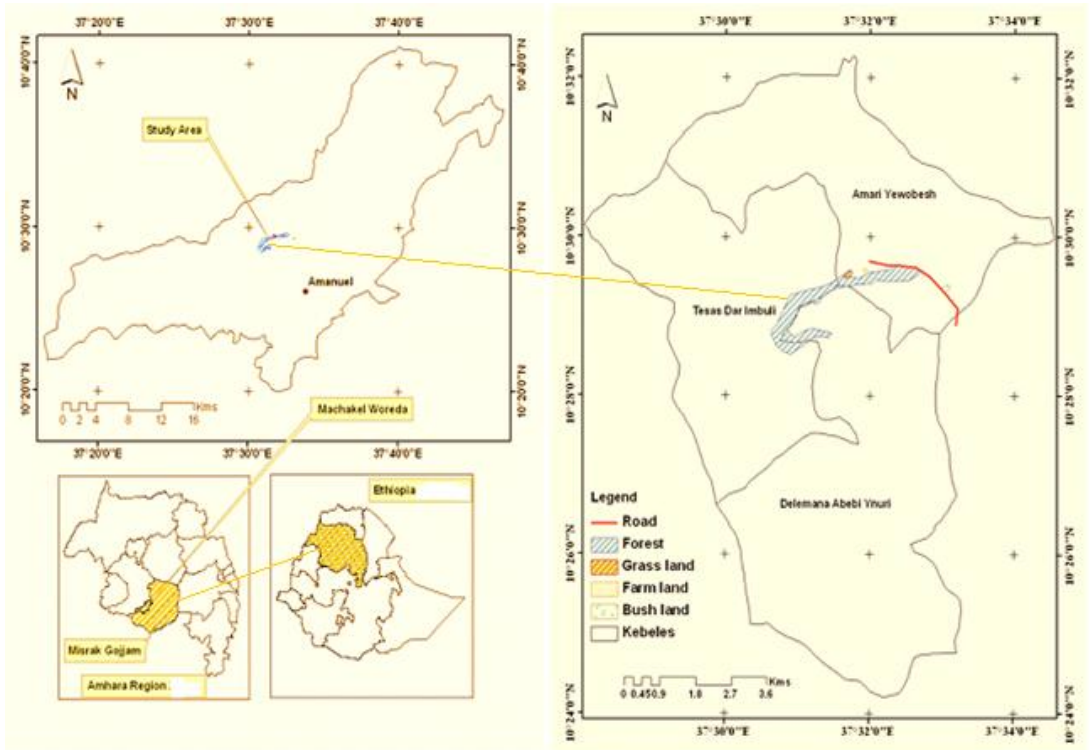 37°20'0"E 37°30'0"E 37°40'0"E
10°40'0"N
10°40'0"N
N
Study Area
10°30'0"N
10°30'0"N
Amanuel
10°20'0"N
10°20'0"N
Kms
0 2 4 8 12 16
37°20'0"E 37°30'0"E 37°40'0"E
Machakel Woreda
Ethiopia
Misrak Gojjam
Amhara Region
37°30'0"E 37°32'0"E 37°34'0"E
10°32'0"N
10°32'0"N
N
Amari Yewobesh
10°30'0"N
10°30'0"N
Tesas Dar Imbuli
10°28'0"N
10°28'0"N
Delemana Abebi Ynuri
Legend
Road
Forest
Grass land
Farm land
Bush land
Kebeles
10°26'0"N
10°26'0"N
Kms
0 0.45 0.9 1.8 2.7 3.6
10°24'0"N
10°24'0"N
37°30'0"E 37°32'0"E 37°34'0"E